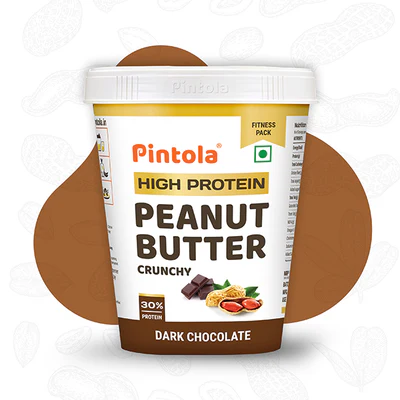 Pintola
FITNESS
PACK
Pintola®
HIGH PROTEIN
PEANUT
BUTTER
CRUNCHY
30%
PROTEIN
DARK CHOCOLATE